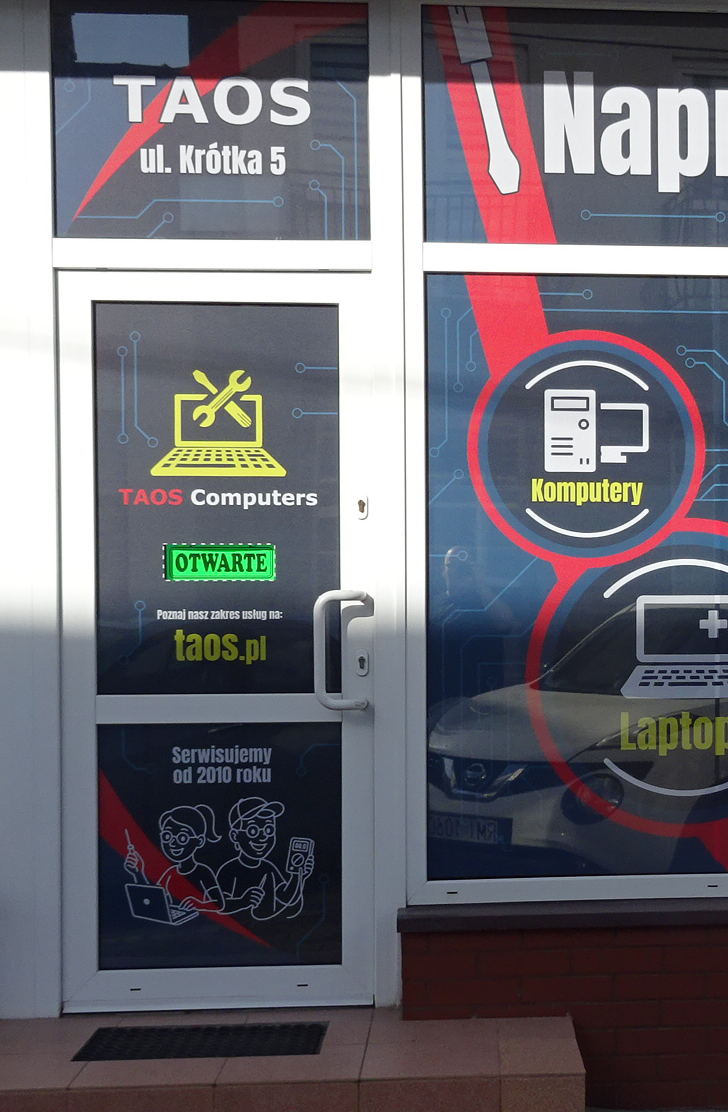 TAOS
ul. Krótka 5
TAOS Computers
OTWARTE
Poznaj nasz zakres usług na:
taos.pl
Serwisujemy
od 2010 roku
Napr
Komputery
Laptop